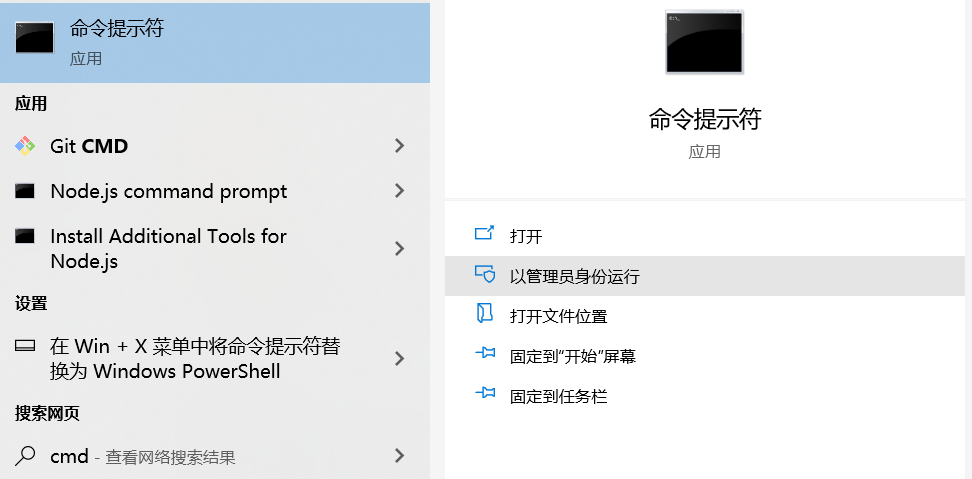 命令提示符
应用
应用
Git CMD
Node.js command prompt
Install Additional Tools for
Node.js
设置
在 Win + X 菜单中将命令提示符替
换为 Windows PowerShell
搜索网页
cmd - 查看网络搜索结果
命令提示符
应用
打开
以管理员身份运行
打开文件位置
固定到"开始"屏幕
固定到任务栏